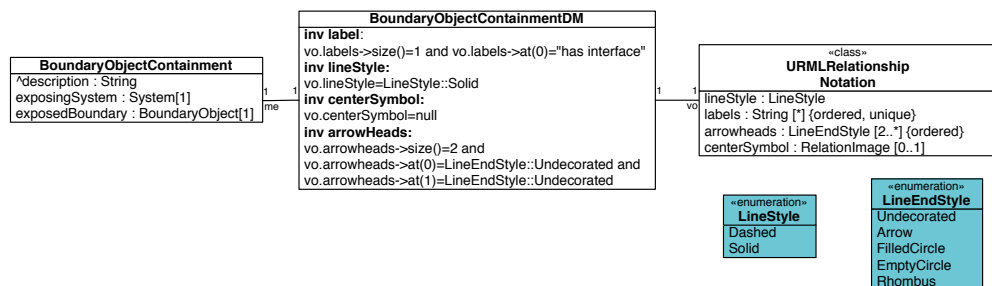 BoundaryObjectContainment
^description : String
exposingSystem : System[1]
exposedBoundary : BoundaryObject[1]
1
me
1
BoundaryObjectContainmentDM
inv label:
vo.labels->size()=1 and vo.labels->at(0)="has interface"
inv lineStyle:
vo.lineStyle=LineStyle::Solid
inv centerSymbol:
vo.centerSymbol=null
inv arrowHeads:
vo.arrowheads->size()=2 and
vo.arrowheads->at(0)=LineEndStyle::Undecorated and
vo.arrowheads->at(1)=LineEndStyle::Undecorated
1
1
vo
«class»
URMLRelationship
Notation
lineStyle : LineStyle
labels : String [*] {ordered, unique}
arrowheads : LineEndStyle [2..*] {ordered}
centerSymbol : RelationImage [0..1]
«enumeration»
LineStyle
Dashed
Solid
«enumeration»
LineEndStyle
Undecorated
Arrow
FilledCircle
EmptyCircle
Rhombus